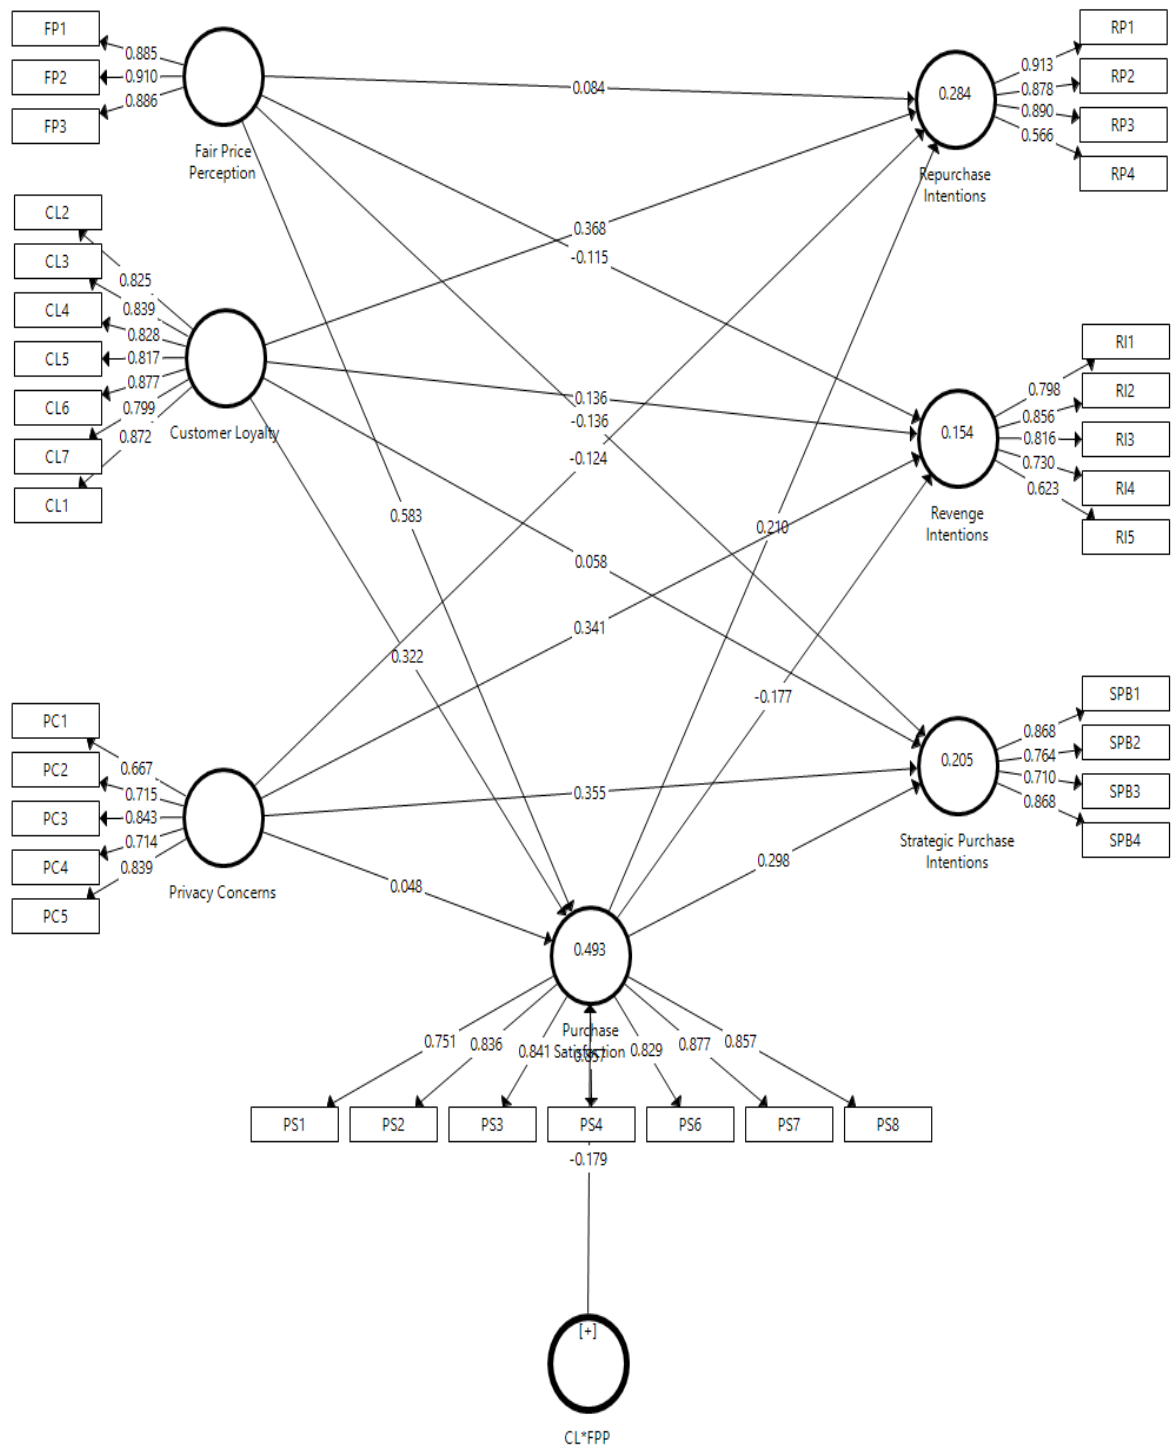 FP1
FP2
FP3
0.885
0.910
0.886
Fair Price
Perception
RP1
RP2
RP3
RP4
0.913
0.878
0.890
0.566
0.284
Repurchase
Intentions
0.084
CL2
CL3
CL4
CL5
CL6
CL7
CL1
0.825
0.839
0.828
0.817
0.877
0.799
0.872
Customer Loyalty
0.368
-0.115
0.136
-0.136
-0.124
RI1
RI2
RI3
RI4
RI5
0.798
0.856
0.816
0.730
0.623
0.154
Revenge
Intentions
0.583
0.210
0.058
0.341
0.322
-0.177
PC1
PC2
PC3
PC4
PC5
0.667
0.715
0.843
0.714
0.839
Privacy Concerns
0.355
0.048
0.298
SPB1
SPB2
SPB3
SPB4
0.868
0.764
0.710
0.868
0.205
Strategic Purchase
Intentions
0.493
Purchase
Satisfaction
0.751
0.836
0.841
0.829
0.877
0.857
PS1
PS2
PS3
PS4
PS6
PS7
PS8
-0.179
[+]
CL*FPP